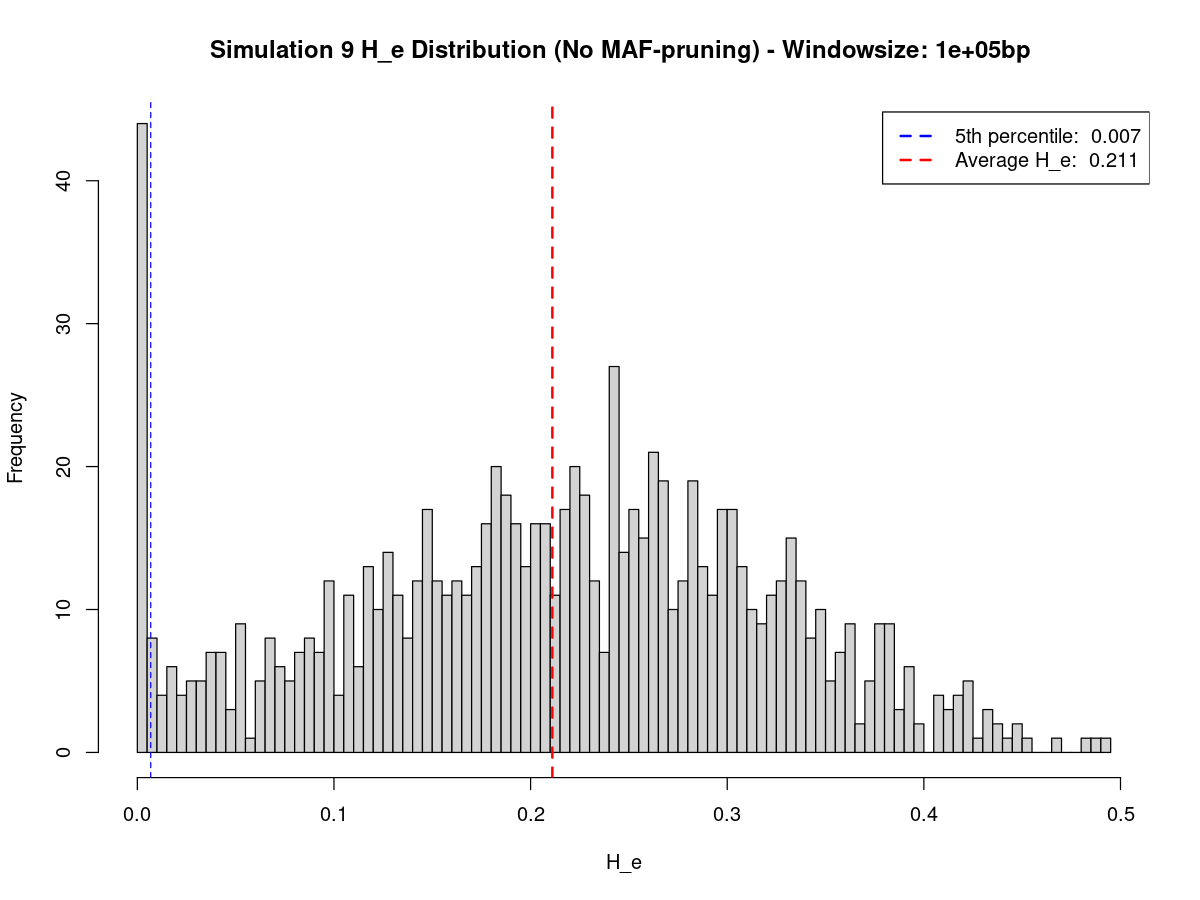 Simulation 9 H_e Distribution (No MAF-pruning) - Windowsize: 1e+05bp
5th percentile: 0.007
Average H_e: 0.211
Frequency
40
30
20
10
0
0.0 0.1 0.2 0.3 0.4 0.5
H_e